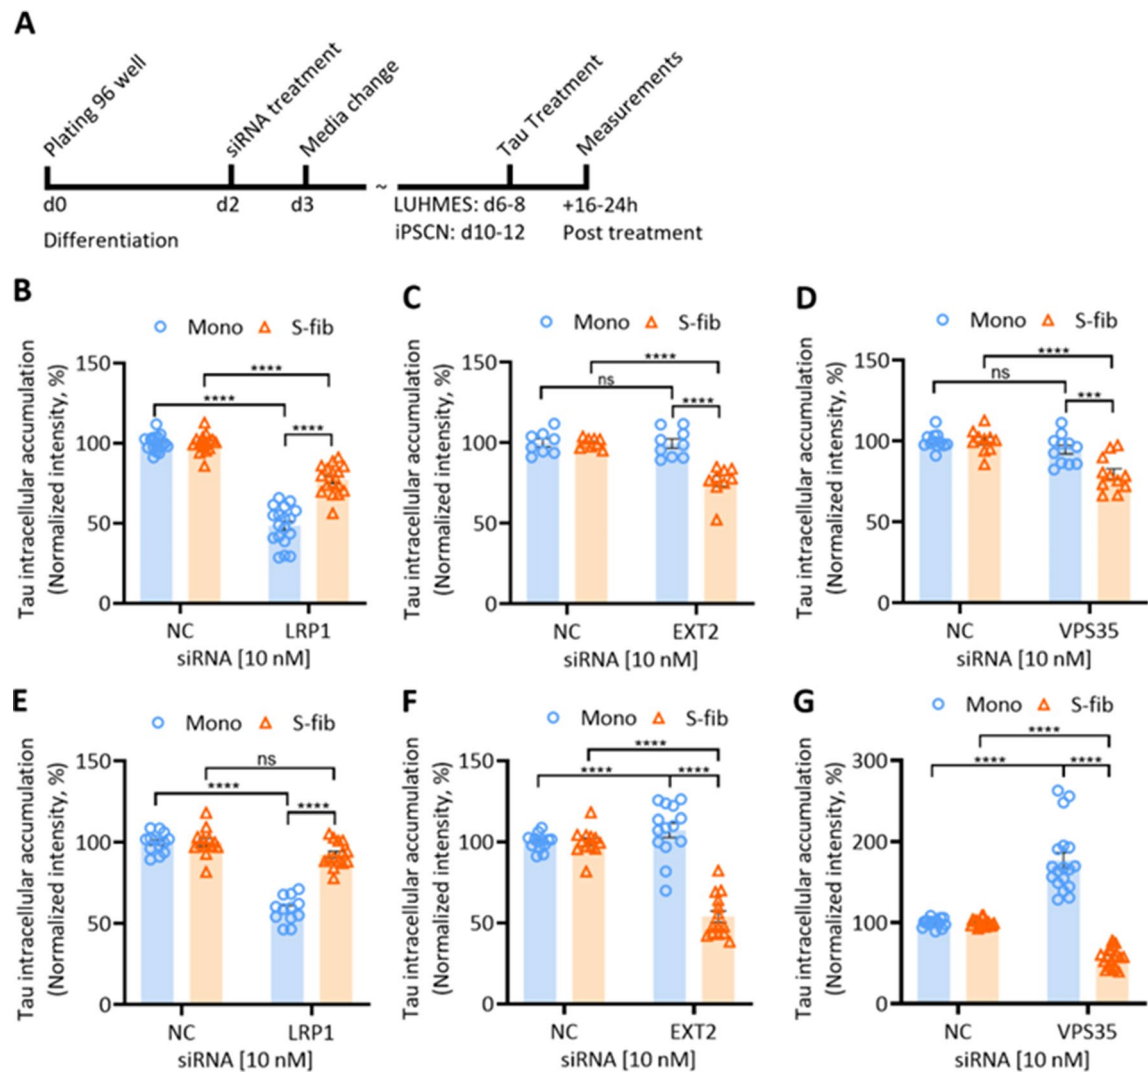 A
Plating 96 well
siRNA treatment
Media change
Tau Treatment
Measurements
~
d0
d2
d3
LUHMES: d6-8
+16-24h
Differentiation
iPSCN: d10-12
Post treatment
B
Mono
S-fib
Tau intracellular accumulation
(Normalized intensity, %)
150
100
50
0
****
****
****
NC
LRP1
siRNA [10 nM]
C
Mono
S-fib
Tau intracellular accumulation
(Normalized intensity, %)
150
100
50
0
****
ns
****
NC
EXT2
siRNA [10 nM]
D
Mono
S-fib
Tau intracellular accumulation
(Normalized intensity, %)
150
100
50
0
****
ns
***
NC
VPS35
siRNA [10 nM]
E
Mono
S-fib
Tau intracellular accumulation
(Normalized intensity, %)
150
100
50
0
ns
****
****
NC
LRP1
siRNA [10 nM]
F
Mono
S-fib
Tau intracellular accumulation
(Normalized intensity, %)
150
100
50
0
****
****
****
NC
EXT2
siRNA [10 nM]
G
Mono
S-fib
Tau intracellular accumulation
(Normalized intensity, %)
300
200
100
0
****
****
****
NC
VPS35
siRNA [10 nM]